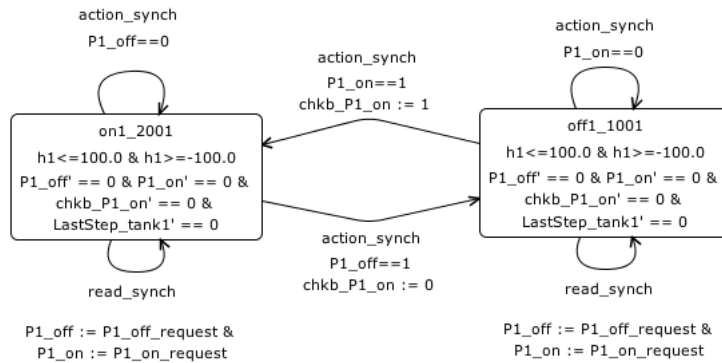 action_synch
P1_off==0
action_synch
P1_on==1
chkb_P1_on := 1
action_synch
P1_on==0
on1_2001
h1<=100.0 & h1>=-100.0
P1_off' == 0 & P1_on' == 0 &
chkb_P1_on' == 0 &
LastStep_tank1' == 0
off1_1001
h1<=100.0 & h1>=-100.0
P1_off' == 0 & P1_on' == 0 &
chkb_P1_on' == 0 &
LastStep_tank1' == 0
action_synch
P1_off==1
chkb_P1_on := 0
read_synch
P1_off := P1_off_request &
P1_on := P1_on_request
read_synch
P1_off := P1_off_request &
P1_on := P1_on_request